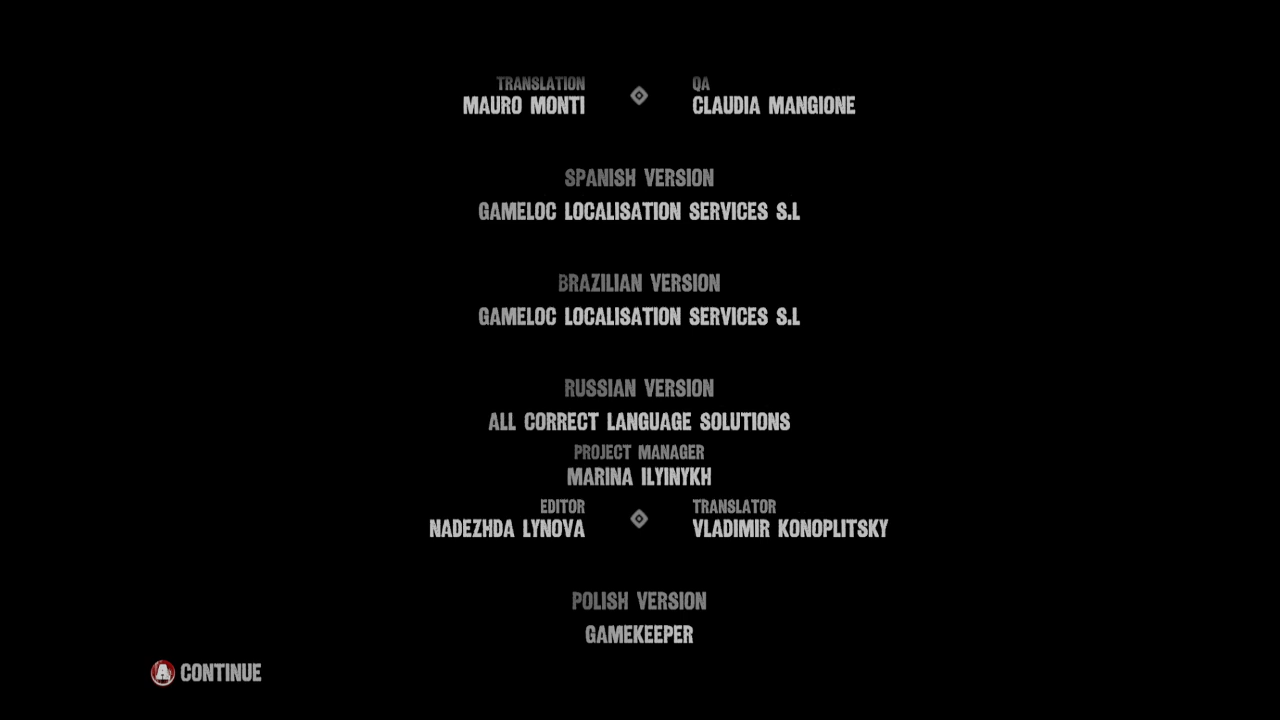 TRANSLATION QA
MAURO MONTI CLAUDIA MANGIONE
SPANISH VERSION
GAMELOC LOCALISATION SERVICES S.L
BRAZILIAN VERSION
GAMELOC LOCALISATION SERVICES S.L
RUSSIAN VERSION
ALL CORRECT LANGUAGE SOLUTIONS
PROJECT MANAGER
MARINA ILYINYKH
EDITOR TRANSLATOR
NADEZHDA LYNOVA VLADIMIR KONOPLITSKY
POLISH VERSION
GAMEKEEPER
A CONTINUE